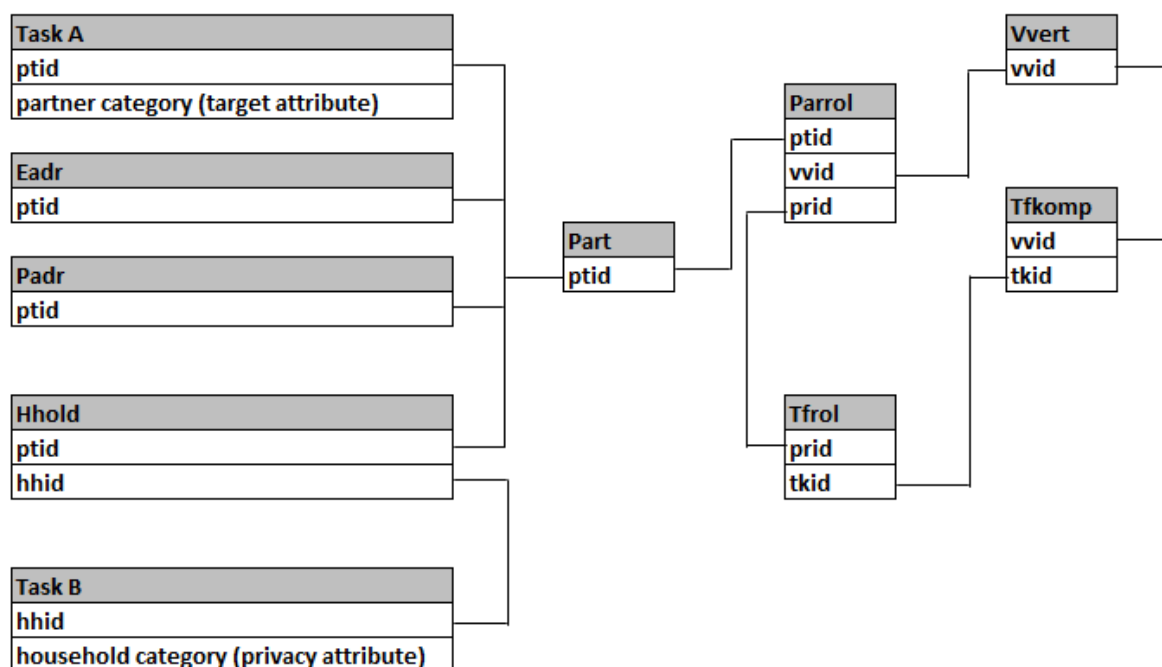 Task A
ptid
partner category (target attribute)
Eadr
ptid
Padr
ptid
Hhold
ptid
hhid
Task B
hhid
household category (privacy attribute)
Part
ptid
Parrol
ptid
vvid
prid
Tfrol
prid
tkid
Vvert
vvid
Tfkomp
vvid
tkid